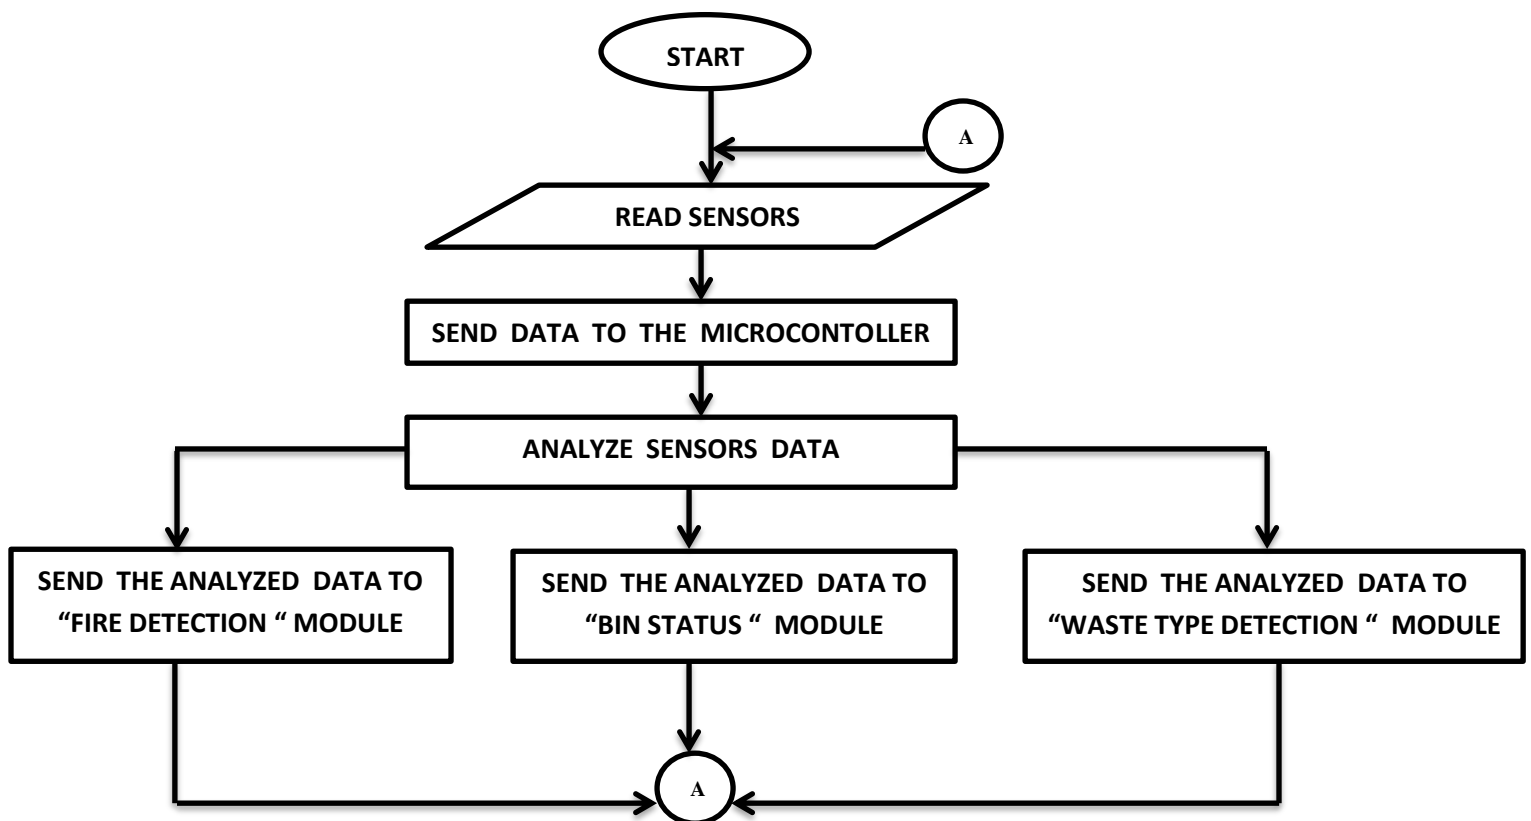 START
A
READ SENSORS
SEND DATA TO THE MICROCONTOLLER
ANALYZE SENSORS DATA
SEND THE ANALYZED DATA TO
“FIRE DETECTION “ MODULE
SEND THE ANALYZED DATA TO
“BIN STATUS “ MODULE
SEND THE ANALYZED DATA TO
“WASTE TYPE DETECTION “ MODULE
A